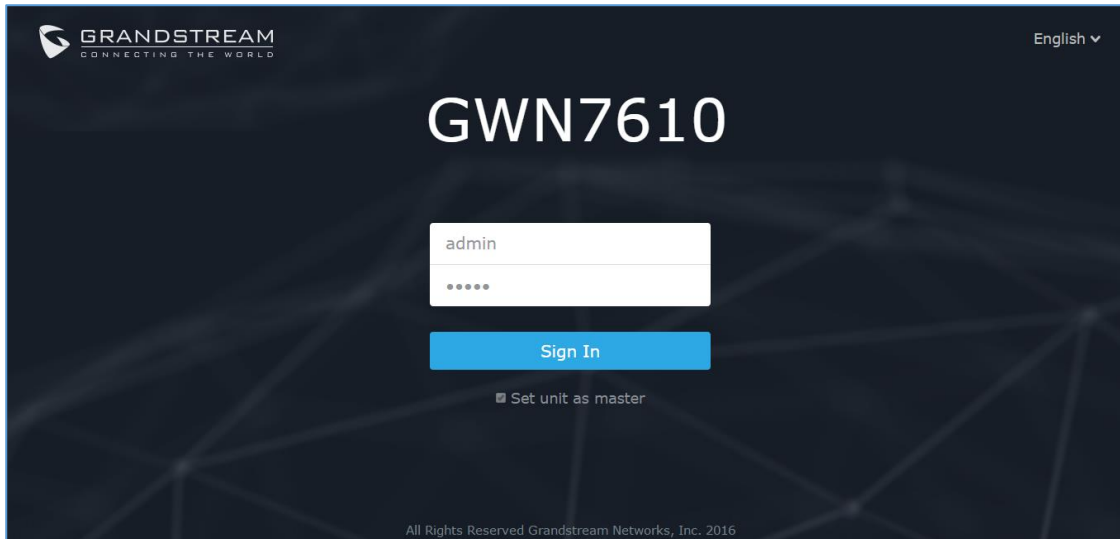 GRANDSTREAM
CONNECTING THE WORLD
English
GWN7610
admin
•••••
Sign In
Set unit as master
All Rights Reserved Grandstream Networks, Inc. 2016